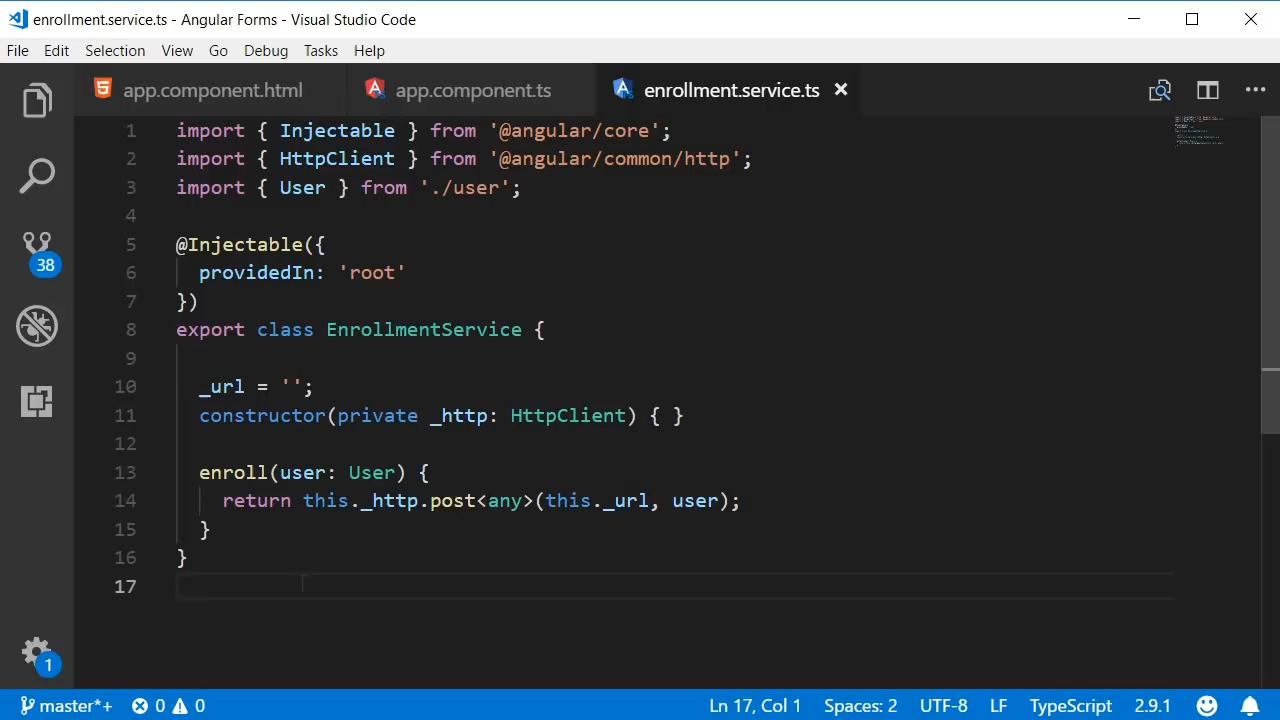 enrollment.service.ts - Angular Forms - Visual Studio Code
File Edit Selection View Go Debug Tasks Help
app.component.html app.component.ts enrollment.service.ts
1 import { Injectable } from '@angular/core';
2 import { HttpClient } from '@angular/common/http';
3 import { User } from './user';
4
5 @Injectable({
6 providedIn: 'root'
7 })
8 export class EnrollmentService {
9
10 _url = '';
11 constructor(private _http: HttpClient) { }
12
13 enroll(user: User) {
14 return this._http.post<any>(this._url, user);
15 }
16 }
17
38
1
master*+ 0 0 Ln 17, Col 1 Spaces: 2 UTF-8 LF TypeScript 2.9.1